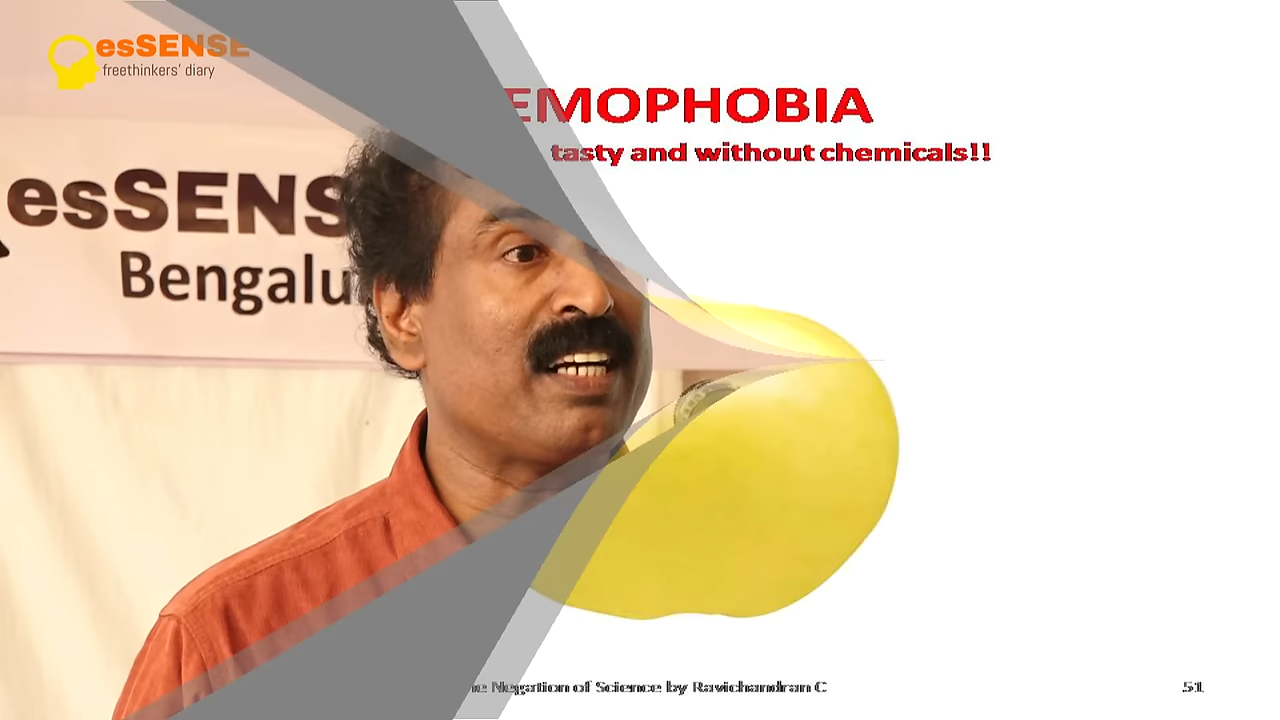 esSENSE
freethinkers' diary
EMOPHOBIA
tasty and without chemicals!!
esSENS
Bengalu
Negation of Science by Ravichandran C
51